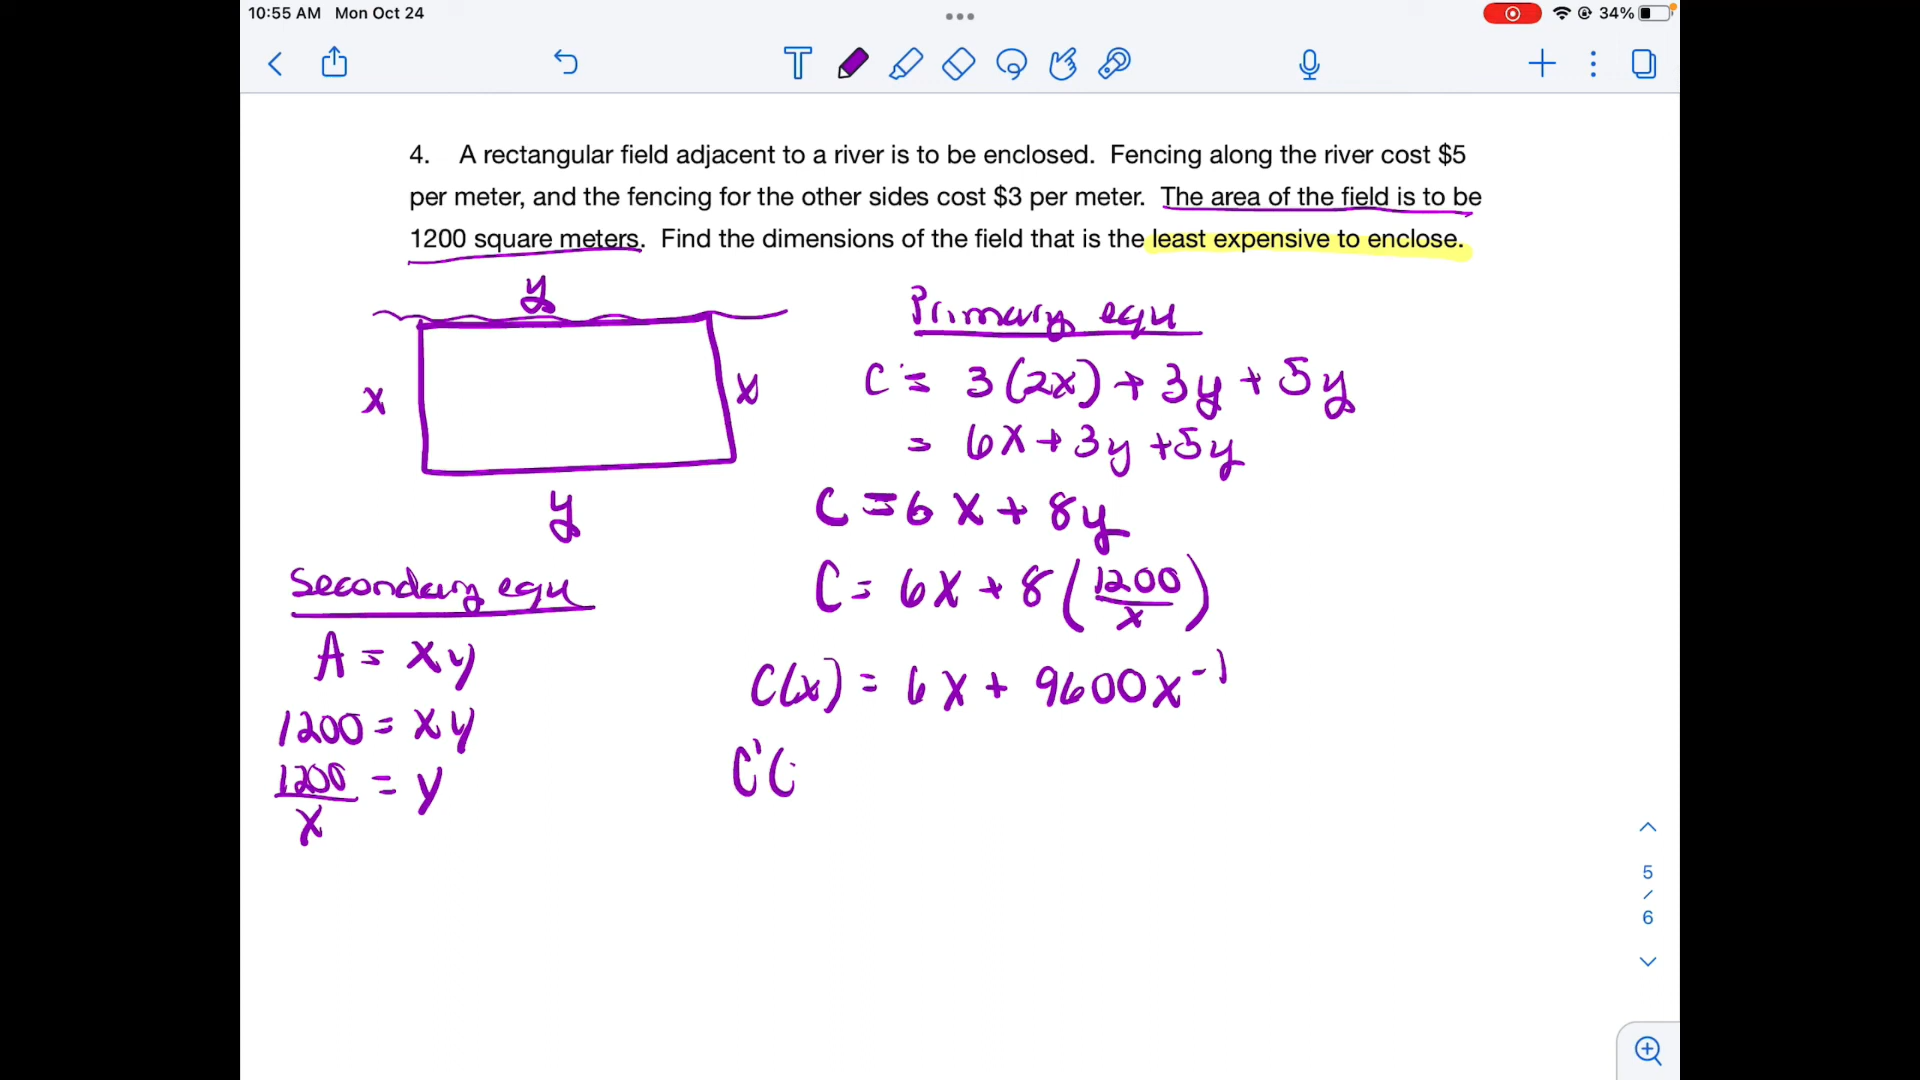 10:55 AM Mon Oct 24
34%
T
4. A rectangular field adjacent to a river is to be enclosed. Fencing along the river cost $5
per meter, and the fencing for the other sides cost $3 per meter. The area of the field is to be
1200 square meters. Find the dimensions of the field that is the least expensive to enclose.
y
x
x
y
Primary equ
C = 3(2x) + 3y + 5y
= 6x + 3y + 5y
C = 6x + 8y
C = 6x + 8(1200/x)
C(x) = 6x + 9600x⁻¹
C'(
Secondary equ
A = xy
1200 = xy
1200/x = y
5
/
6